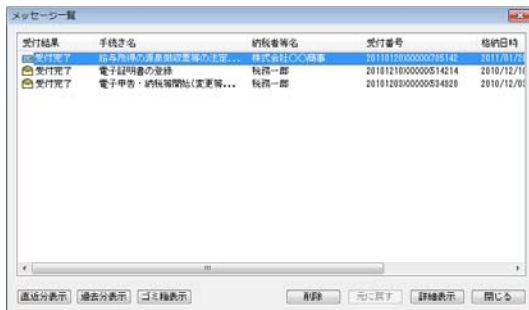 メッセージ一覧
受付結果 手続き名 納税者等名 受付番号 格納日時
受付完了 給与所得の源泉徴収票等の法定... 株式会社〇〇商事 2011/01/20
受付完了 電子証明書の登録 税務一郎 2010/12/10
受付完了 電子申告・納税等開始(変更等... 税務一郎 2010/12/03
直近分表示 過去分表示 ゴミ箱表示 削除 元に戻す 詳細表示 閉じる